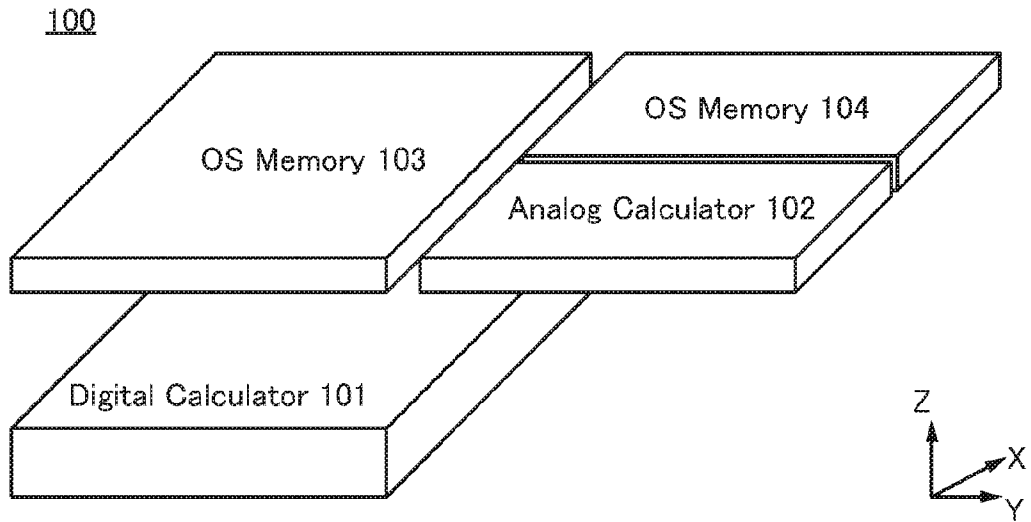 100
OS Memory 103
OS Memory 104
Analog Calculator 102
Digital Calculator 101
Z
X
Y